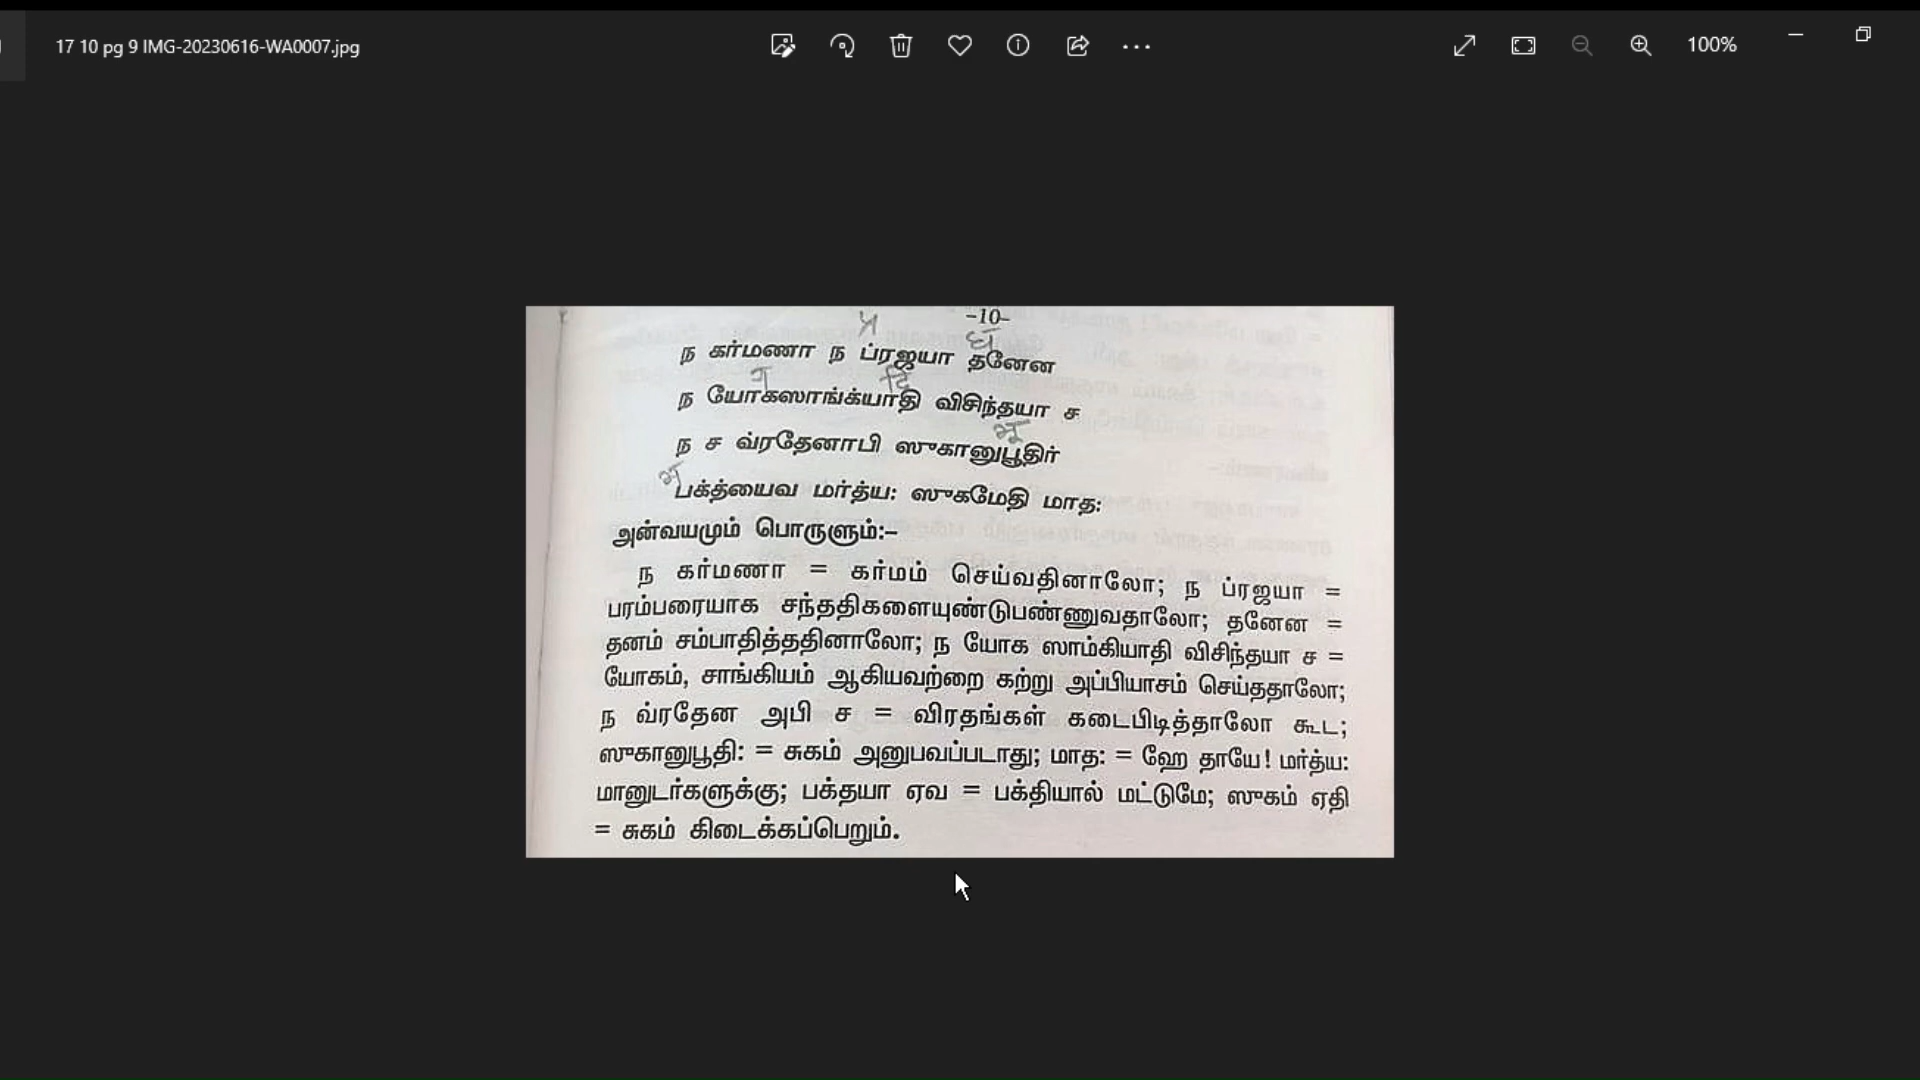 17 10 pg 9 IMG-20230616-WA0007.jpg
100%
-10-
ந கர்மணா ந ப்ரஜயா தனேன
ந யோகஸாங்க்யாதி விசிந்தயா ச
ந ச வ்ரதேனாபி ஸுகானுபூதிர்
பக்த்யைவ மர்த்ய: ஸுகமேதி மாத:
அன்வயமும் பொருளும்:–
ந கர்மணா = கர்மம் செய்வதினாலோ; ந ப்ரஜயா =
பரம்பரையாக சந்ததிகளையுண்டுபண்ணுவதாலோ; தனேன =
தனம் சம்பாதித்ததினாலோ; ந யோக ஸாம்கியாதி விசிந்தயா ச =
யோகம், சாங்கியம் ஆகியவற்றை கற்று அப்பியாசம் செய்ததாலோ;
ந வ்ரதேன அபி ச = விரதங்கள் கடைபிடித்தாலோ கூட;
ஸுகானுபூதி: = சுகம் அனுபவப்படாது; மாத: = ஹே தாயே! மர்த்ய:
மானுடர்களுக்கு; பக்தயா ஏவ = பக்தியால் மட்டுமே; ஸுகம் ஏதி
= சுகம் கிடைக்கப்பெறும்.